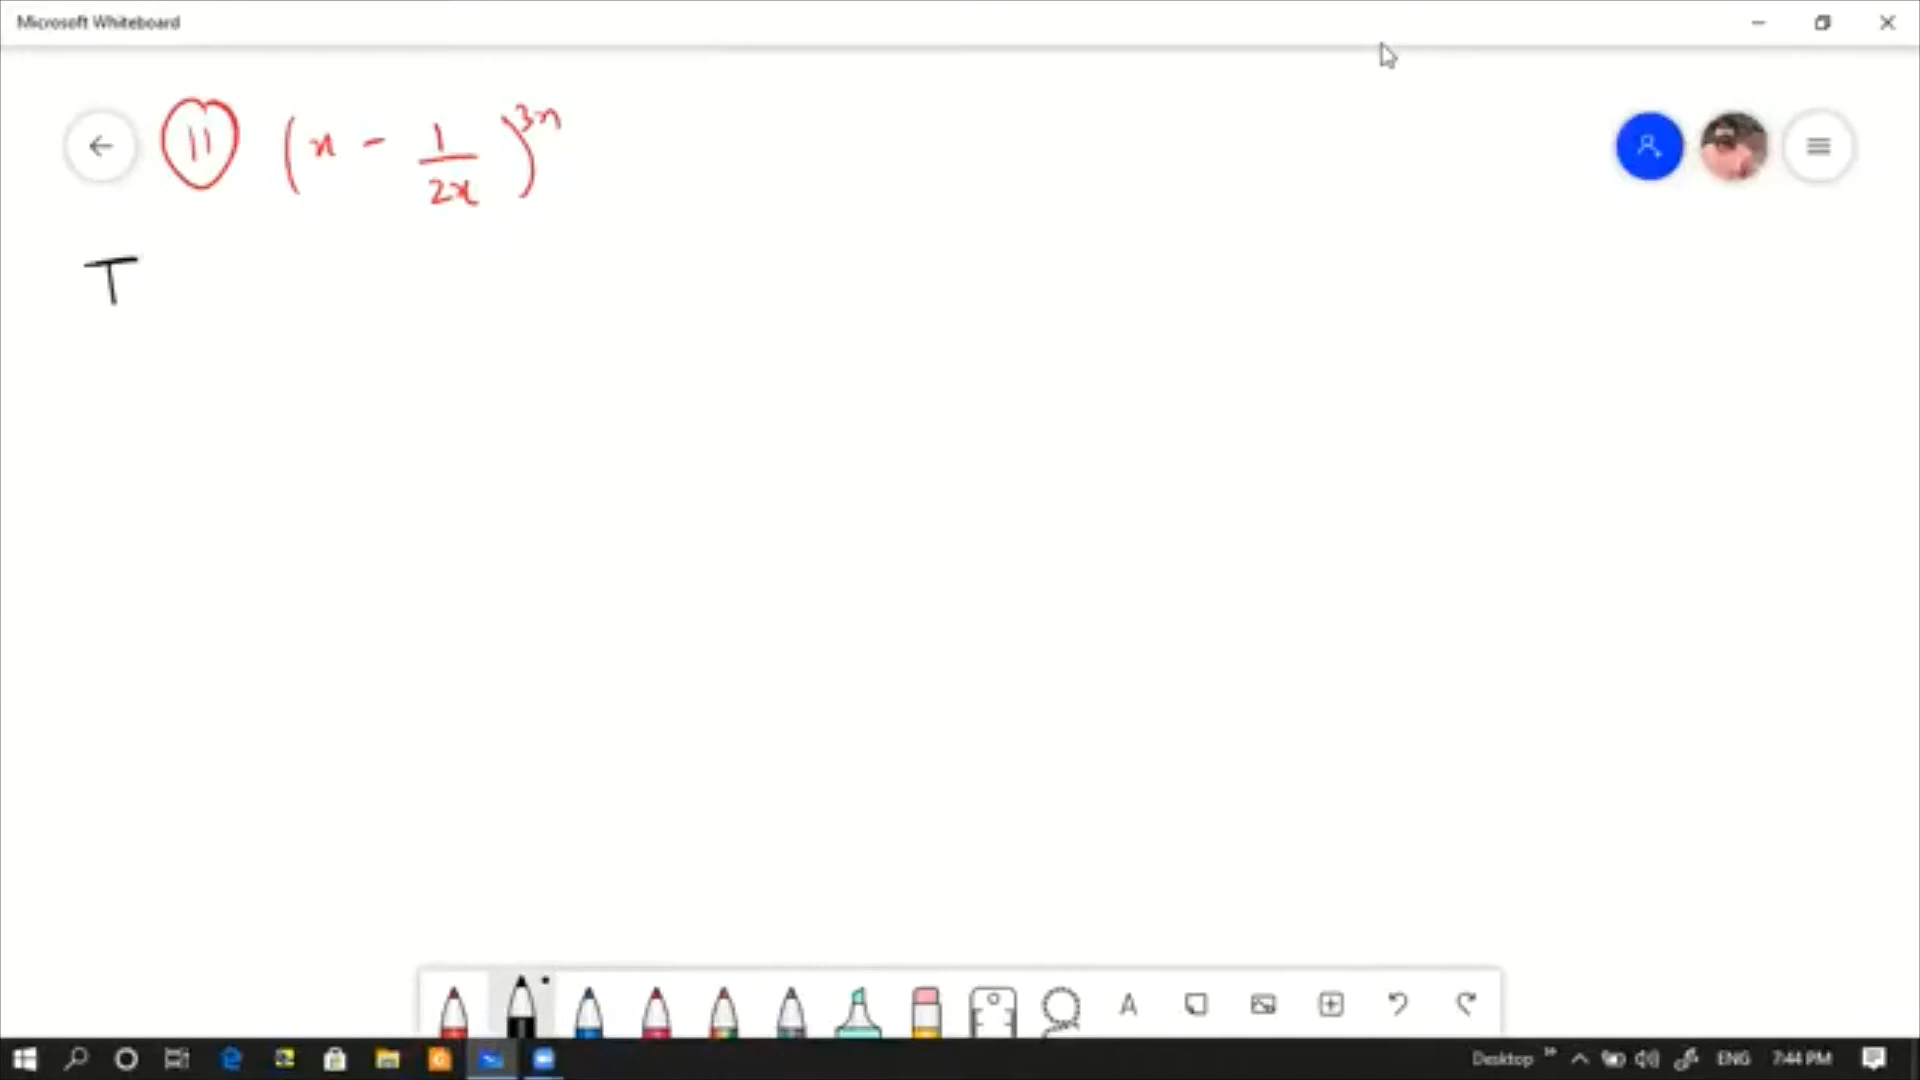 Microsoft Whiteboard
11 (x - 1/2x)^3n
T
A
Desktop » ENG 7:44 PM